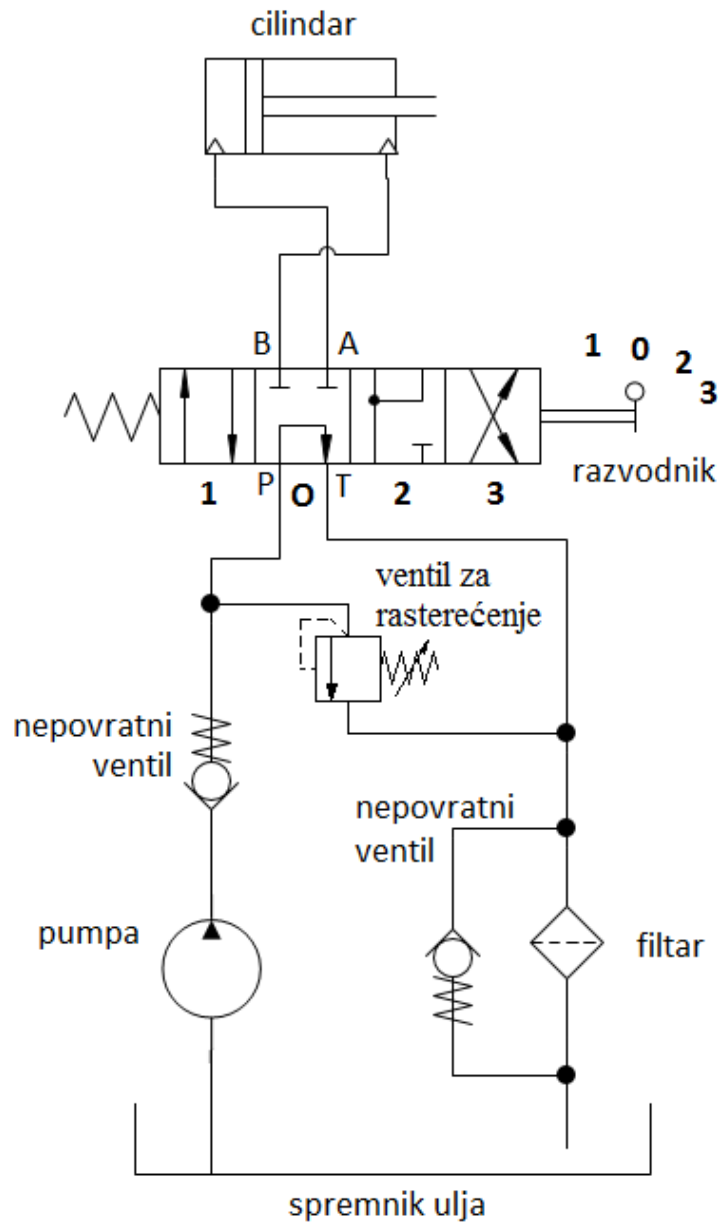 cilindar
B A
1 0 2 3
1 P O T 2 3
razvodnik
ventil za
rasterećenje
nepovratni
ventil
nepovratni
ventil
pumpa
filtar
spremnik ulja